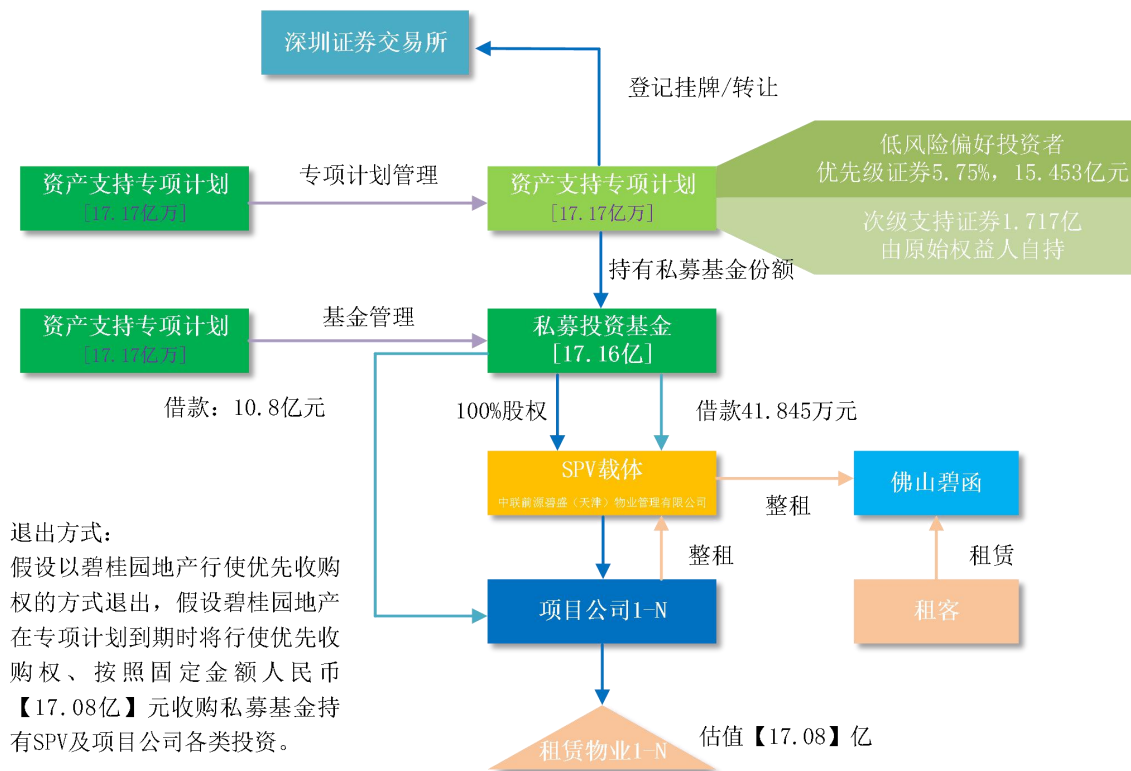 深圳证券交易所
登记挂牌/转让
低风险偏好投资者
优先级证券5.75%，15.453亿元
次级支持证券1.717亿
由原始权益人自持
资产支持专项计划
[17.17亿万]
专项计划管理
资产支持专项计划
[17.17亿万]
持有私募基金份额
资产支持专项计划
[17.17亿万]
基金管理
私募投资基金
[17.16亿]
借款：10.8亿元
100%股权
借款41.845万元
SPV载体
中联前源碧盛（天津）物业管理有限公司
整租
佛山碧函
整租
租赁
项目公司1-N
租客
退出方式：
假设以碧桂园地产行使优先收购
权的方式退出，假设碧桂园地产
在专项计划到期时将行使优先收
购权、按照固定金额人民币
【17.08亿】元收购私募基金持
有SPV及项目公司各类投资。
租赁物业1-N
估值【17.08】亿